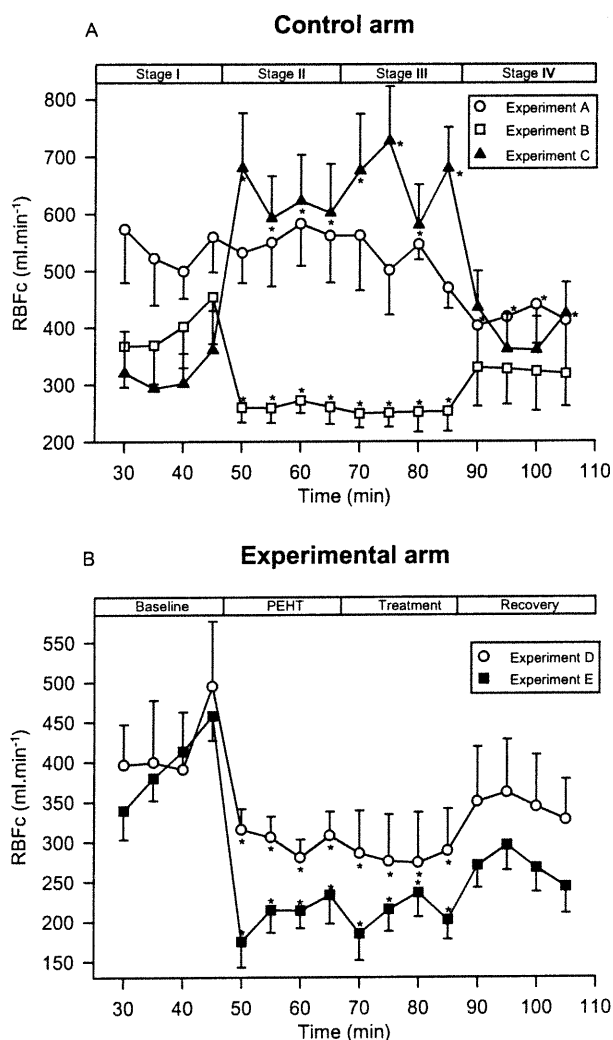 A Control arm
Stage I Stage II Stage III Stage IV
800
700
600
500
400
300
200
RBFc (ml.min⁻¹)
Experiment A
Experiment B
Experiment C
* * * * * * * *
* * * * * * * *
* * *
30 40 50 60 70 80 90 100 110
Time (min)
B Experimental arm
Baseline PEHT Treatment Recovery
550
500
450
400
350
300
250
200
150
RBFc (ml.min⁻¹)
Experiment D
Experiment E
* * * * * * * *
* * * * * * * *
30 40 50 60 70 80 90 100 110
Time (min)